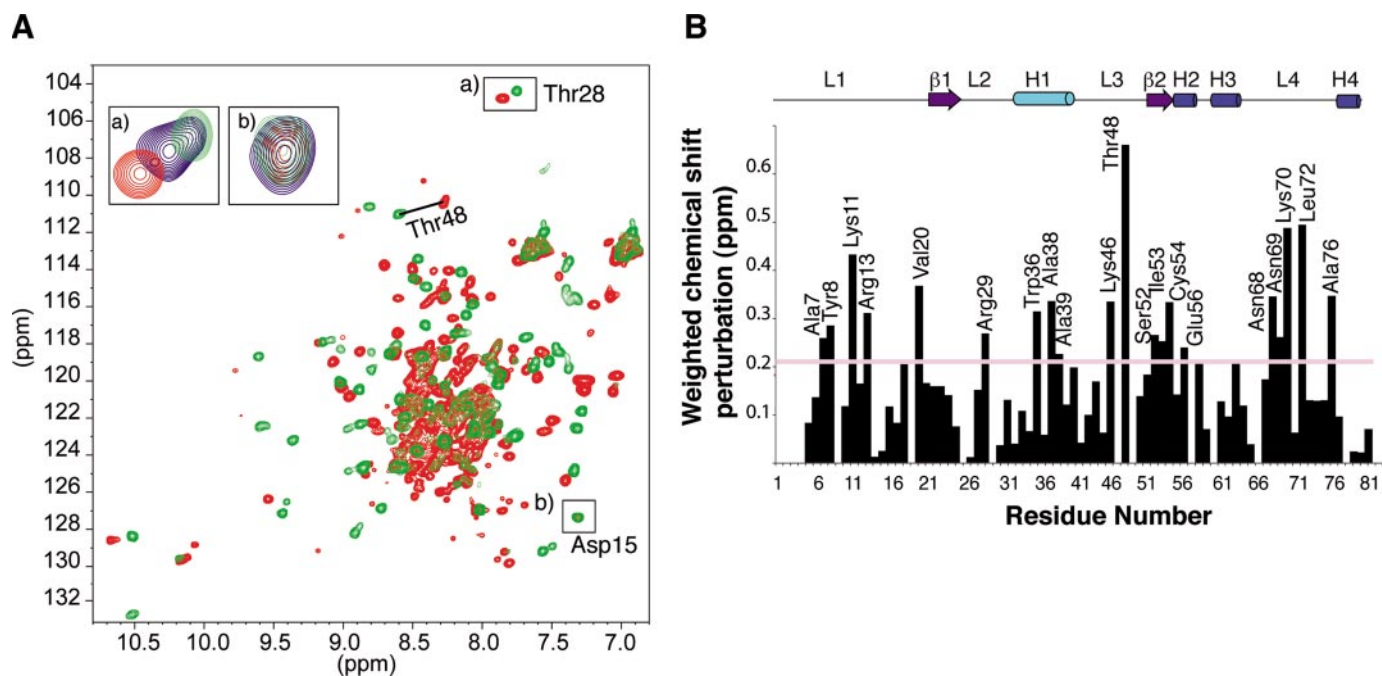 A
(ppm)
104
106
108
110
112
114
116
118
120
122
124
126
128
130
132
10.5
10.0
9.5
9.0
8.5
8.0
7.5
7.0
(ppm)
a)
b)
a)
Thr28
Thr48
b)
Asp15
B
L1
β1
L2
H1
L3
β2
H2
H3
L4
H4
Weighted chemical shift
perturbation (ppm)
0.6
0.5
0.4
0.3
0.2
0.1
Ala7
Tyr8
Lys11
Arg13
Val20
Arg29
Trp36
Ala38
Ala39
Lys46
Thr48
Ser52
Ile53
Cys54
Glu56
Asn68
Asn69
Lys70
Leu72
Ala76
1 6 11 16 21 26 31 36 41 46 51 56 61 66 71 76 81
Residue Number